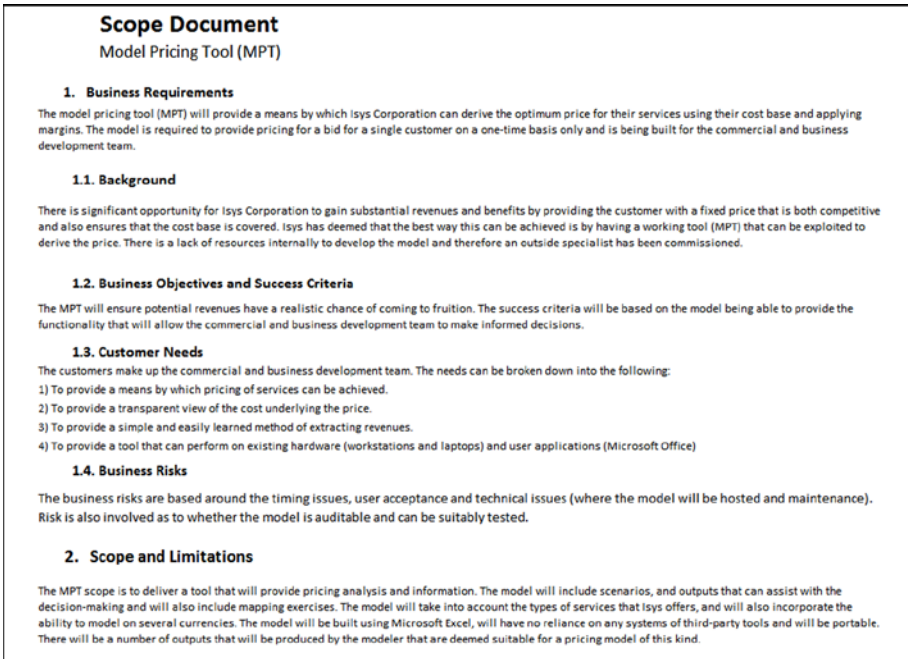 Scope Document
Model Pricing Tool (MPT)
1. Business Requirements
The model pricing tool (MPT) will provide a means by which Isys Corporation can derive the optimum price for their services using their cost base and applying
margins. The model is required to provide pricing for a bid for a single customer on a one-time basis only and is being built for the commercial and business
development team.
1.1. Background
There is significant opportunity for Isys Corporation to gain substantial revenues and benefits by providing the customer with a fixed price that is both competitive
and also ensures that the cost base is covered. Isys has deemed that the best way this can be achieved is by having a working tool (MPT) that can be exploited to
derive the price. There is a lack of resources internally to develop the model and therefore an outside specialist has been commissioned.
1.2. Business Objectives and Success Criteria
The MPT will ensure potential revenues have a realistic chance of coming to fruition. The success criteria will be based on the model being able to provide the
functionality that will allow the commercial and business development team to make informed decisions.
1.3. Customer Needs
The customers make up the commercial and business development team. The needs can be broken down into the following:
1) To provide a means by which pricing of services can be achieved.
2) To provide a transparent view of the cost underlying the price.
3) To provide a simple and easily learned method of extracting revenues.
4) To provide a tool that can perform on existing hardware (workstations and laptops) and user applications (Microsoft Office)
1.4. Business Risks
The business risks are based around the timing issues, user acceptance and technical issues (where the model will be hosted and maintenance).
Risk is also involved as to whether the model is auditable and can be suitably tested.
2. Scope and Limitations
The MPT scope is to deliver a tool that will provide pricing analysis and information. The model will include scenarios, and outputs that can assist with the
decision-making and will also include mapping exercises. The model will take into account the types of services that Isys offers, and will also incorporate the
ability to model on several currencies. The model will be built using Microsoft Excel, will have no reliance on any systems of third-party tools and will be portable.
There will be a number of outputs that will be produced by the modeler that are deemed suitable for a pricing model of this kind.